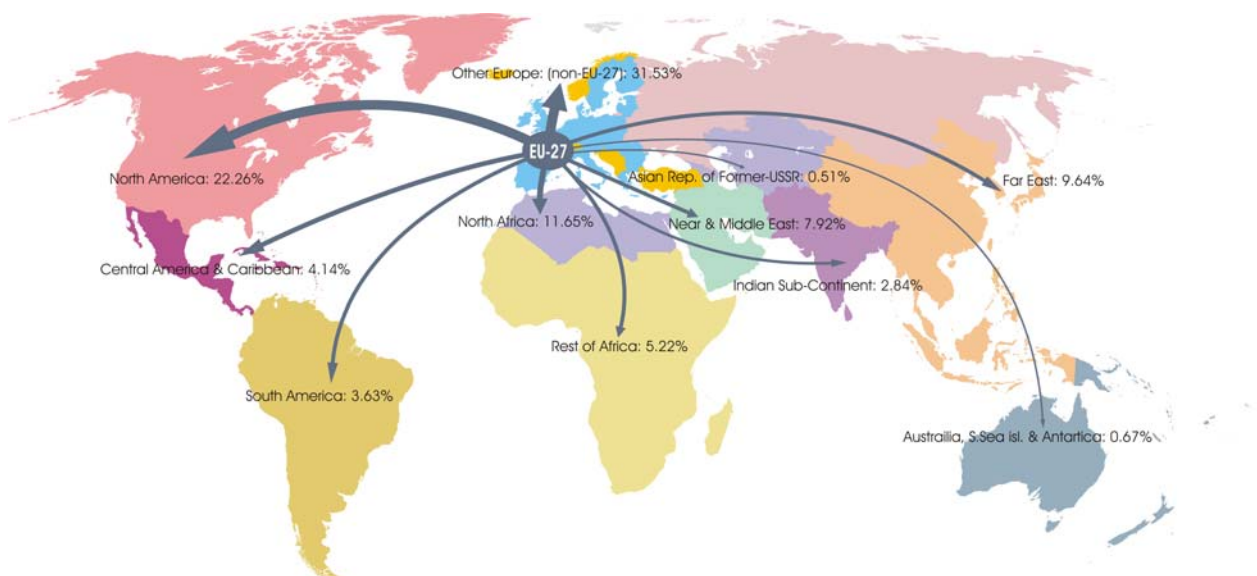 Other Europe: (non-EU-27): 31.53%
EU-27
North America: 22.26%
Asian Rep. of Former-USSR: 0.51%
Far East: 9.64%
North Africa: 11.65%
Near & Middle East: 7.92%
Central America & Caribbean: 4.14%
Indian Sub-Continent: 2.84%
Rest of Africa: 5.22%
South America: 3.63%
Austrailia, S.Sea isl. & Antartica: 0.67%